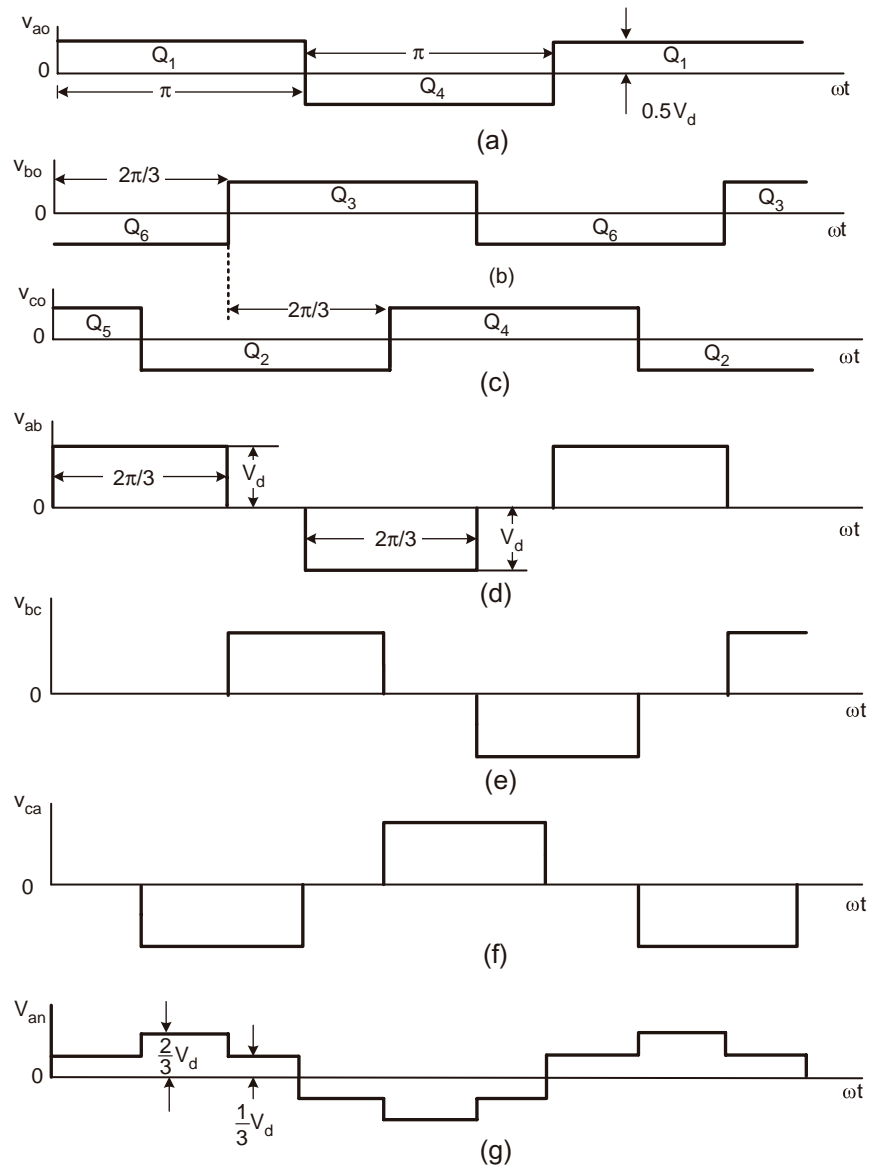 v_ao
0
Q_1
π
Q_1
π
Q_4
ωt
0.5V_d
(a)
v_bo
2π/3
0
Q_3
Q_3
Q_6
Q_6
ωt
(b)
v_co
2π/3
0
Q_5
Q_4
Q_2
Q_2
ωt
(c)
v_ab
2π/3
V_d
0
2π/3
V_d
ωt
(d)
v_bc
0
ωt
(e)
v_ca
0
ωt
(f)
V_an
2/3 V_d
0
ωt
1/3 V_d
(g)